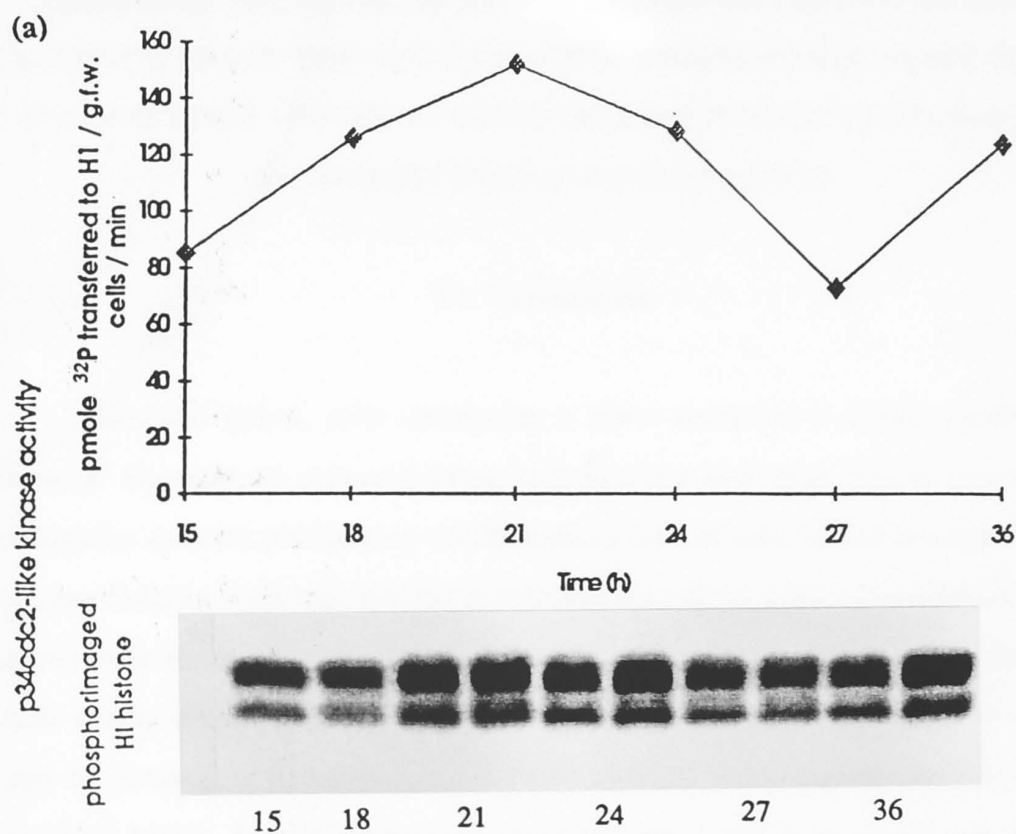 (a)
p34cdc2-like kinase activity
pmole ³²P transferred to H1 / g.f.w.
cells / min
160
140
120
100
80
60
40
20
0
15 18 21 24 27 36
Time (h)
phosphorimaged
H1 histone
15 18 21 24 27 36